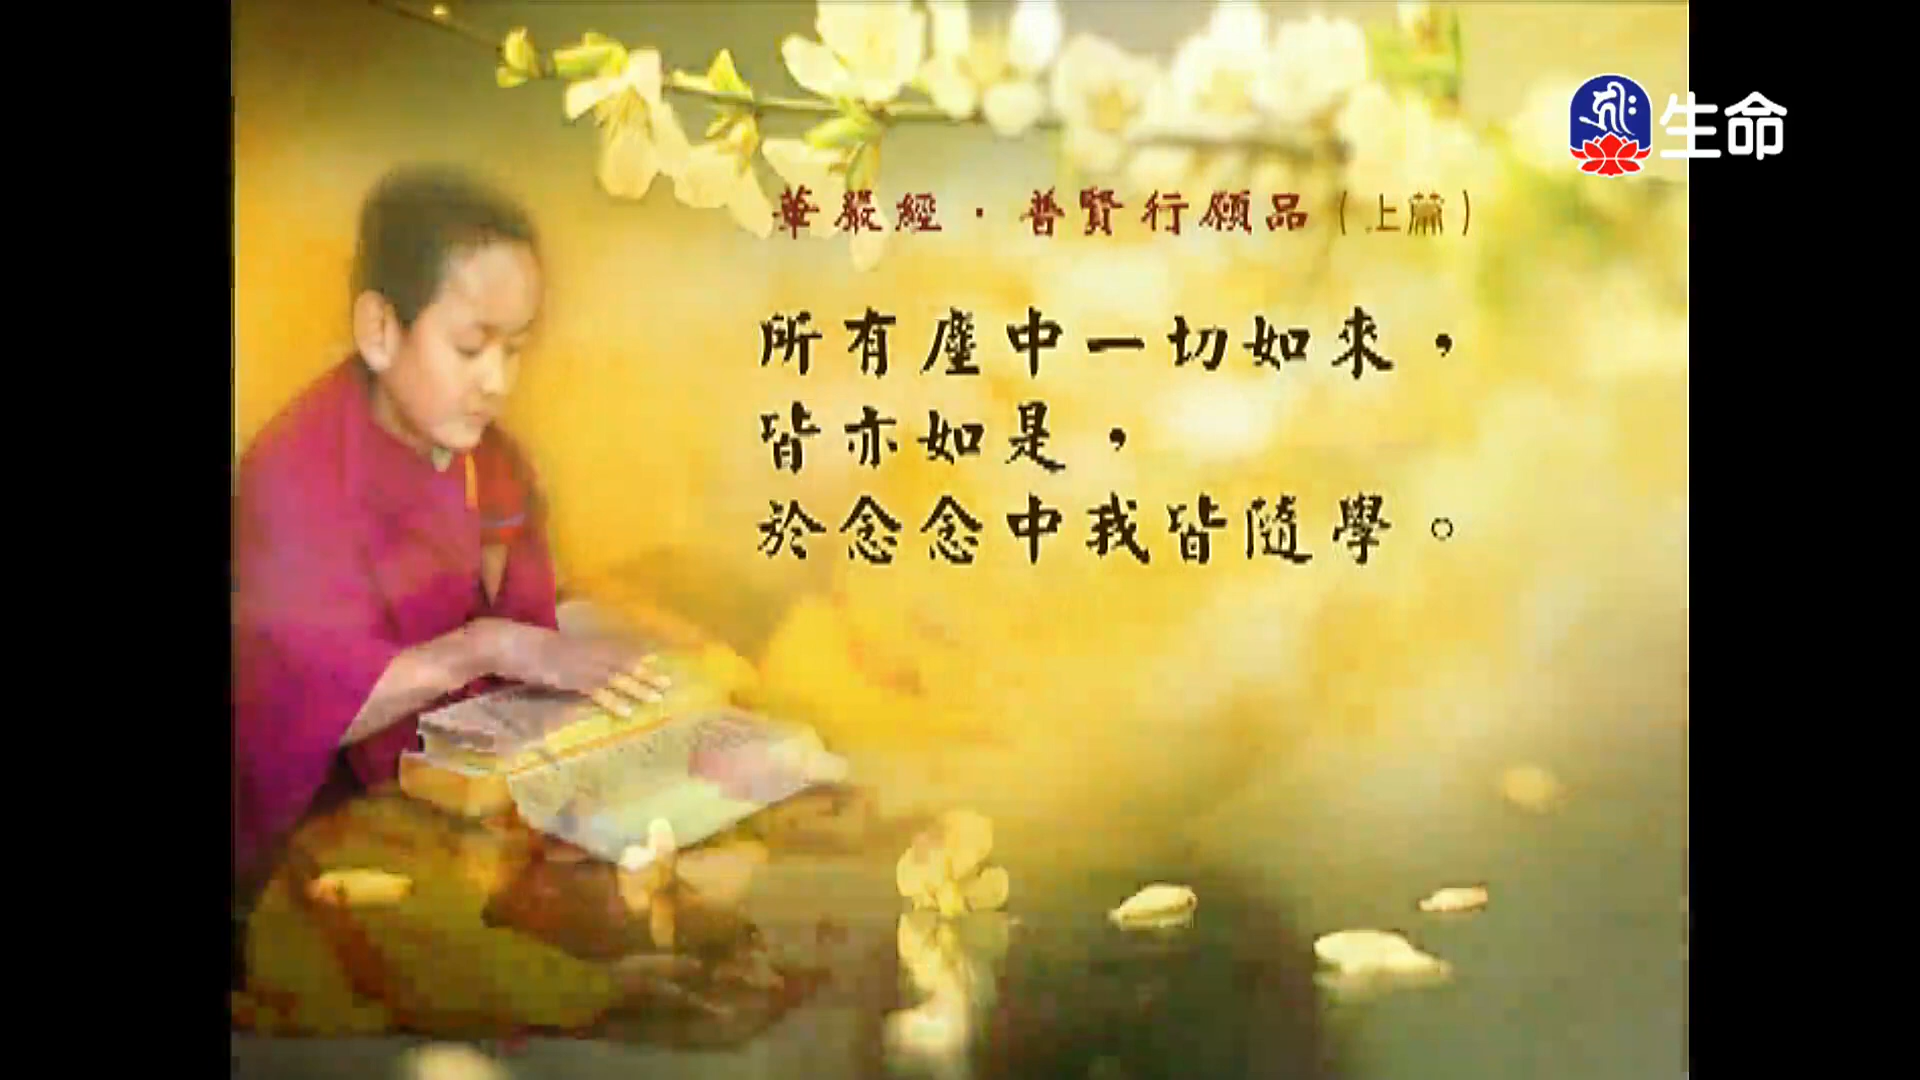 生命
華嚴經·普賢行願品(上篇)
所有塵中一切如來，
皆亦如是，
於念念中我皆隨學。